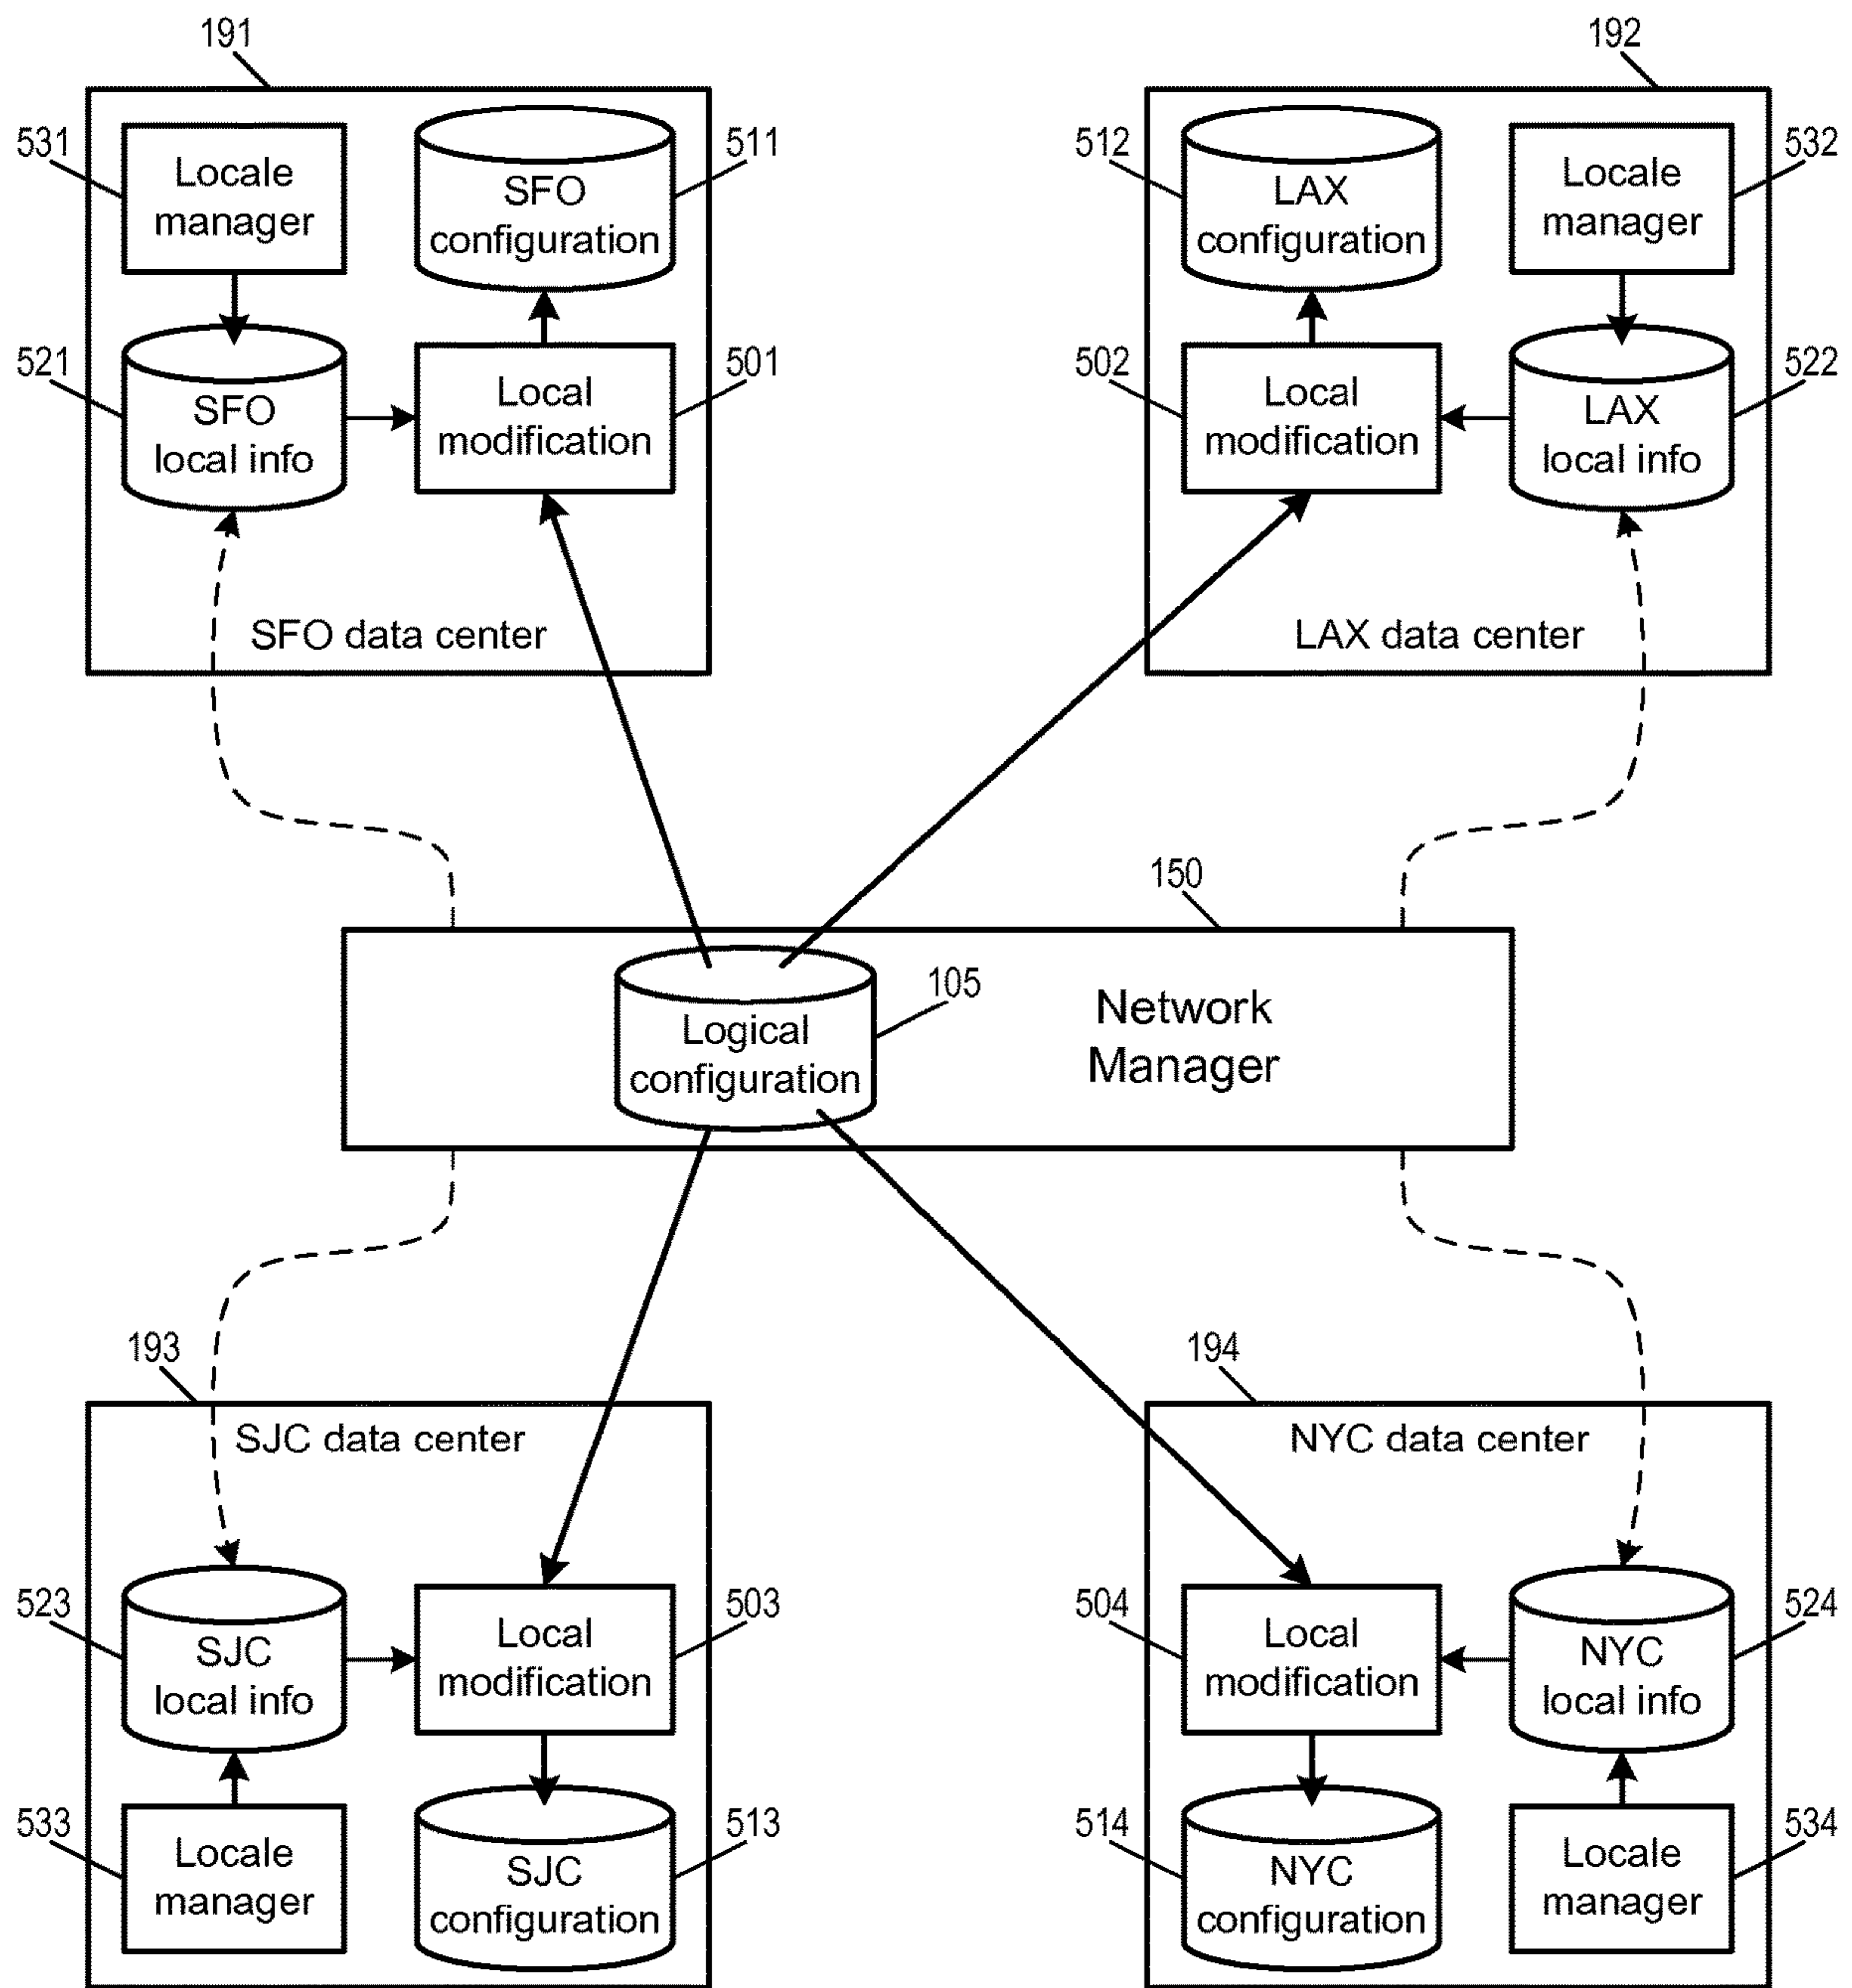 191
192
531
Locale
manager
511
SFO
configuration
512
LAX
configuration
532
Locale
manager
521
SFO
local info
501
Local
modification
502
Local
modification
522
LAX
local info
SFO data center
LAX data center
150
105
Logical
configuration
Network
Manager
193
194
SJC data center
NYC data center
523
SJC
local info
503
Local
modification
504
Local
modification
524
NYC
local info
533
Locale
manager
513
SJC
configuration
514
NYC
configuration
534
Locale
manager